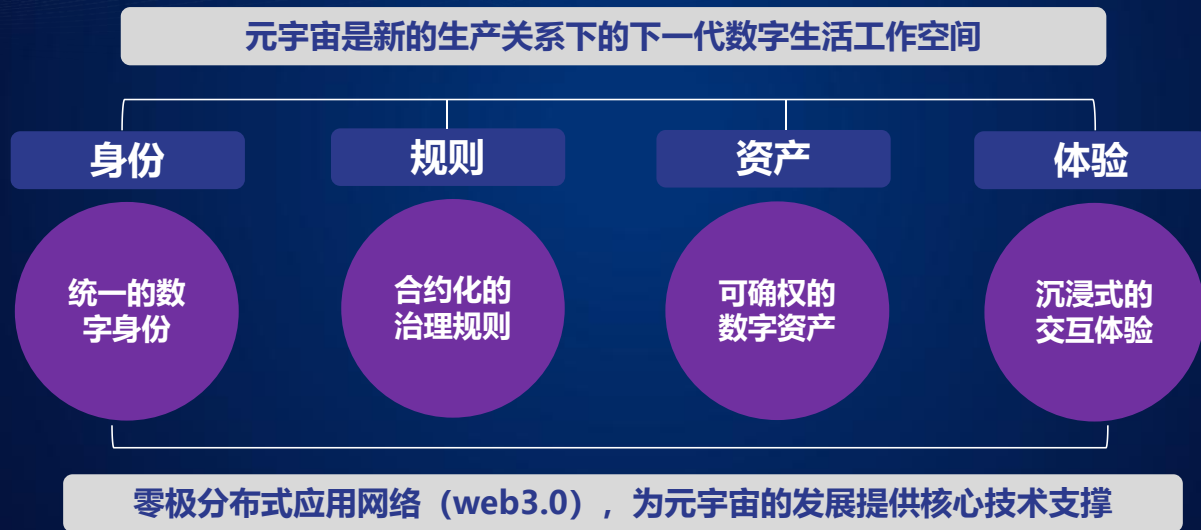 元宇宙是新的生产关系下的下一代数字生活工作空间
身份
规则
资产
体验
统一的数
字身份
合约化的
治理规则
可确权的
数字资产
沉浸式的
交互体验
零极分布式应用网络（web3.0），为元宇宙的发展提供核心技术支撑